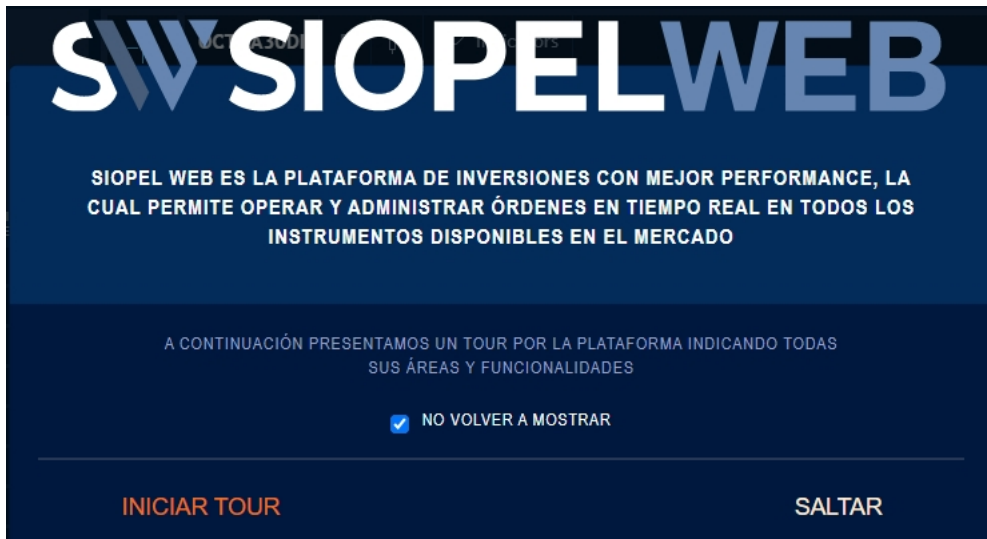 SW SIOPELWEB
SIOPEL WEB ES LA PLATAFORMA DE INVERSIONES CON MEJOR PERFORMANCE, LA
CUAL PERMITE OPERAR Y ADMINISTRAR ÓRDENES EN TIEMPO REAL EN TODOS LOS
INSTRUMENTOS DISPONIBLES EN EL MERCADO
A CONTINUACIÓN PRESENTAMOS UN TOUR POR LA PLATAFORMA INDICANDO TODAS
SUS ÁREAS Y FUNCIONALIDADES
NO VOLVER A MOSTRAR
INICIAR TOUR
SALTAR